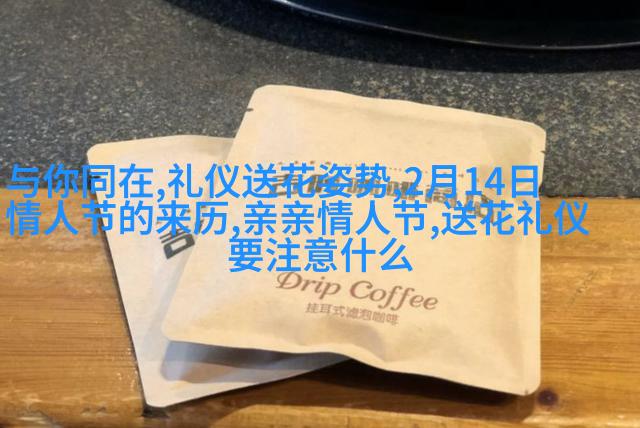 与你同在,礼仪送花姿势,2月14日
情人节的来历,亲亲情人节,送花礼仪
要注意什么
Drip Coffee
挂耳式滤泡咖啡